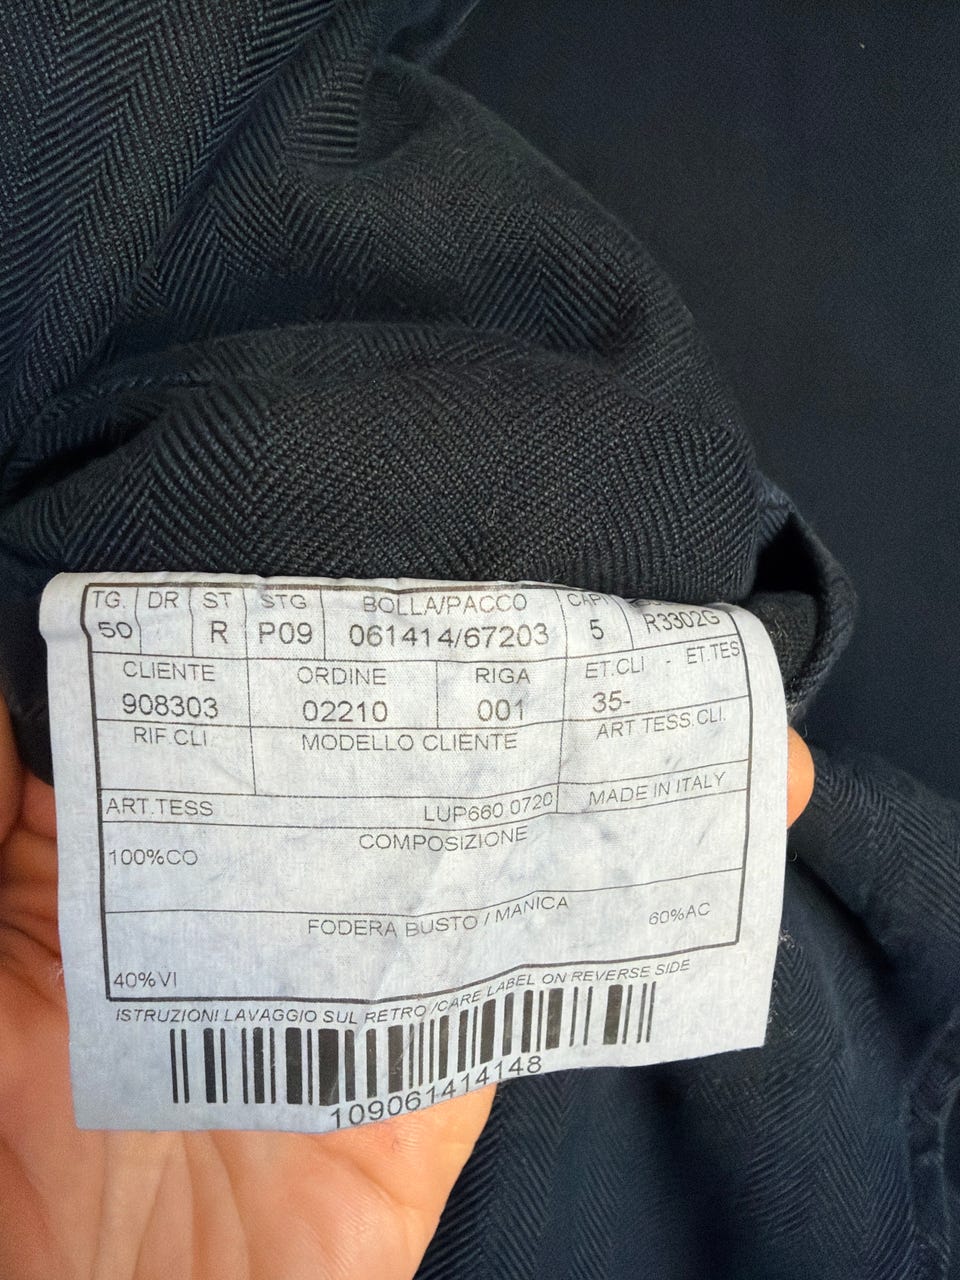 TG. DR ST STG BOLLA/PACCO CAPI
50 R P09 061414/67203 5 R3302G
CLIENTE ORDINE RIGA ET.CLI - ET.TES
908303 02210 001 35-
RIF.CLI. MODELLO CLIENTE ART.TESS.CLI.
ART.TESS LUP660 0720 MADE IN ITALY
COMPOSIZIONE
100%CO
FODERA BUSTO / MANICA
60%AC
40%VI
ISTRUZIONI LAVAGGIO SUL RETRO /CARE LABEL ON REVERSE SIDE
109061414148